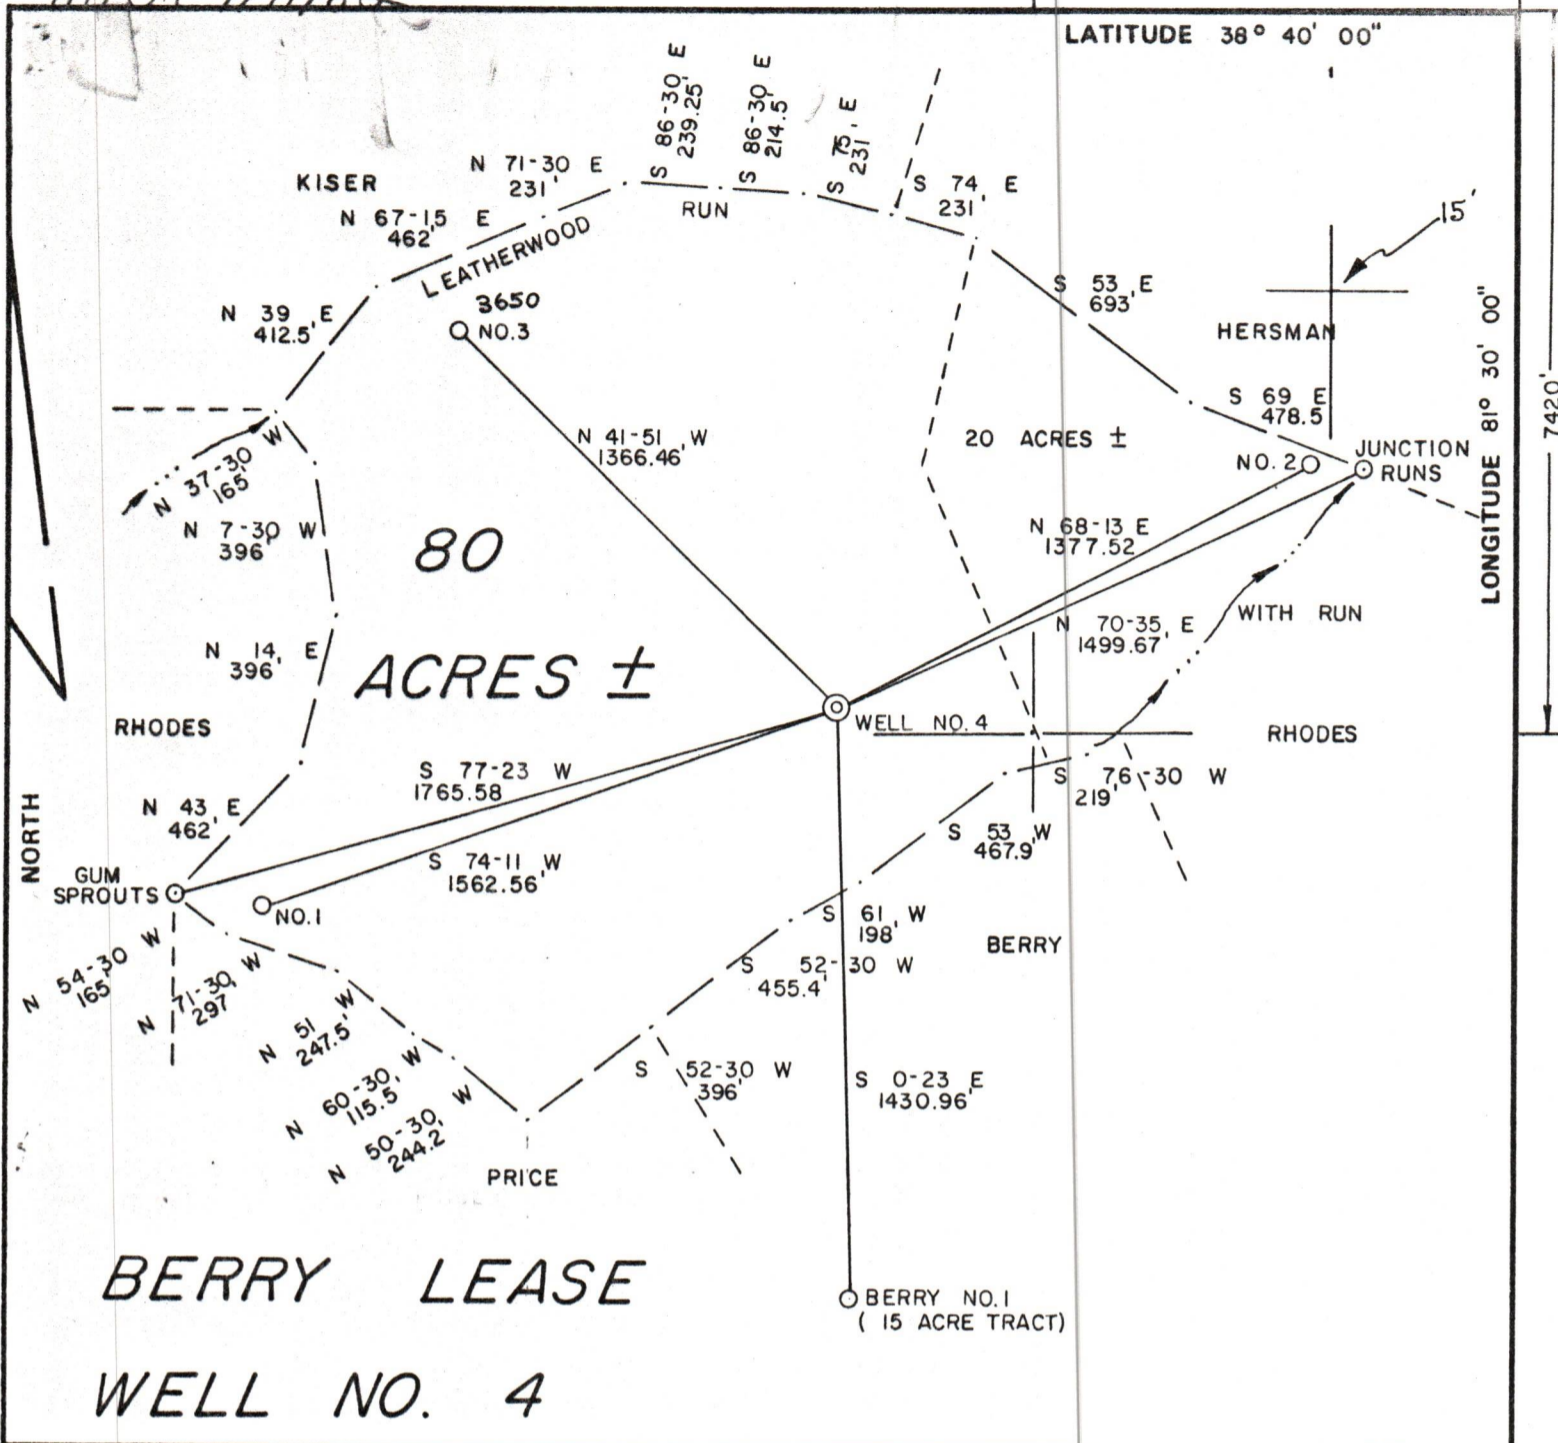 LATITUDE 38° 40' 00"
S 86-30 E
239.25'
S 86-30 E
214.5'
S 75 E
231'
N 71-30 E
231'
KISER
S 74 E
231'
RUN
N 67-15 E
462'
LEATHERWOOD
15'
N 39 E
412.5'
3650
NO.3
S 53 E
693'
HERSMAN
LONGITUDE 81° 30' 00"
7420'
S 69 E
478.5
N 41-51 W
1366.46'
20 ACRES ±
NO. 2
JUNCTION
RUNS
N 37-30 W
165'
N 7-30 W
396'
80
ACRES ±
N 68-13 E
1377.52'
WITH RUN
N 70-35 E
1499.67'
N 14 E
396'
RHODES
WELL NO. 4
RHODES
S 77-23 W
1765.58
S 76-30 W
219'
N 43 E
462'
NORTH
S 53 W
467.9'
S 74-11 W
1562.56'
GUM
SPROUTS
NO.1
S 61 W
198'
BERRY
N 54-30 W
165'
N 71-30 W
297'
S 52-30 W
455.4'
N 51 W
247.5'
N 60-30 W
115.5'
S 52-30 W
396'
S 0-23 E
1430.96'
N 50-30 W
244.2'
PRICE
BERRY LEASE
BERRY NO.1
( 15 ACRE TRACT)
WELL NO. 4